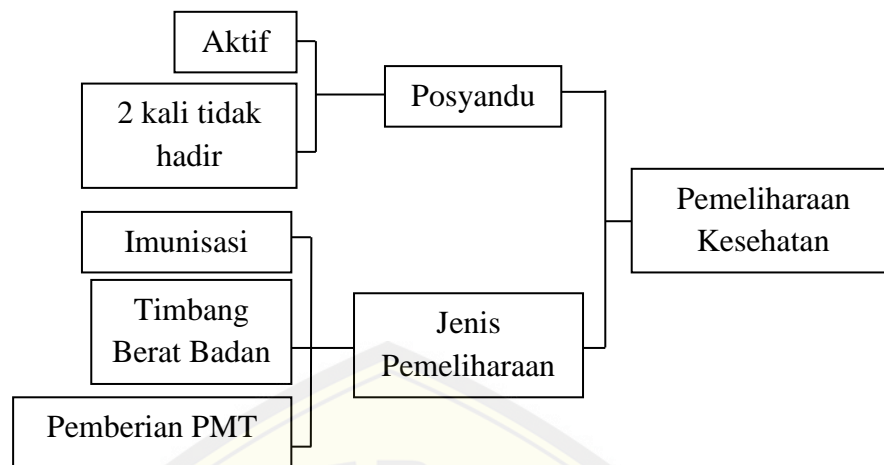 Aktif
2 kali tidak
hadir
Posyandu
Imunisasi
Timbang
Berat Badan
Pemberian PMT
Jenis
Pemeliharaan
Pemeliharaan
Kesehatan